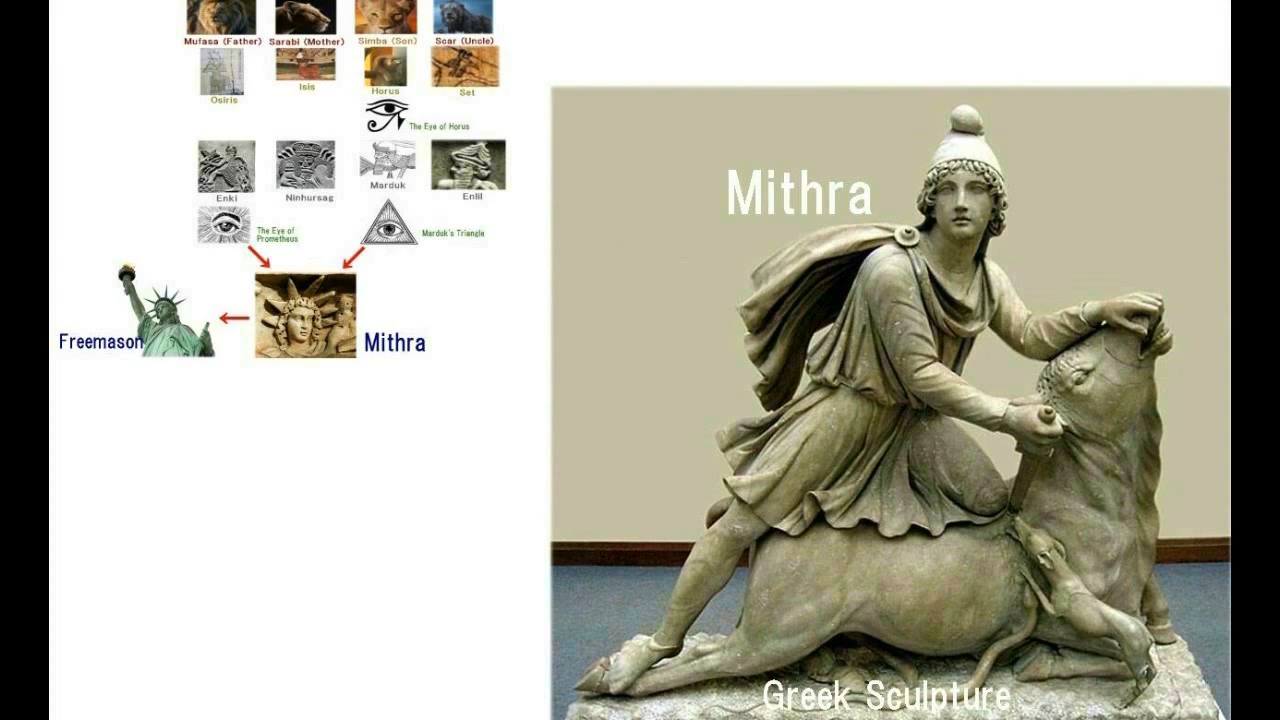 Mufasa (Father) Sarabi (Mother) Simba (Son) Scar (Uncle)
Osiris Isis Horus Set
The Eye of Horus
Enki Ninhursag Marduk Enlil
The Eye of
Prometheus
Marduk's Triangle
Freemason
Mithra
Mithra
Greek Sculpture